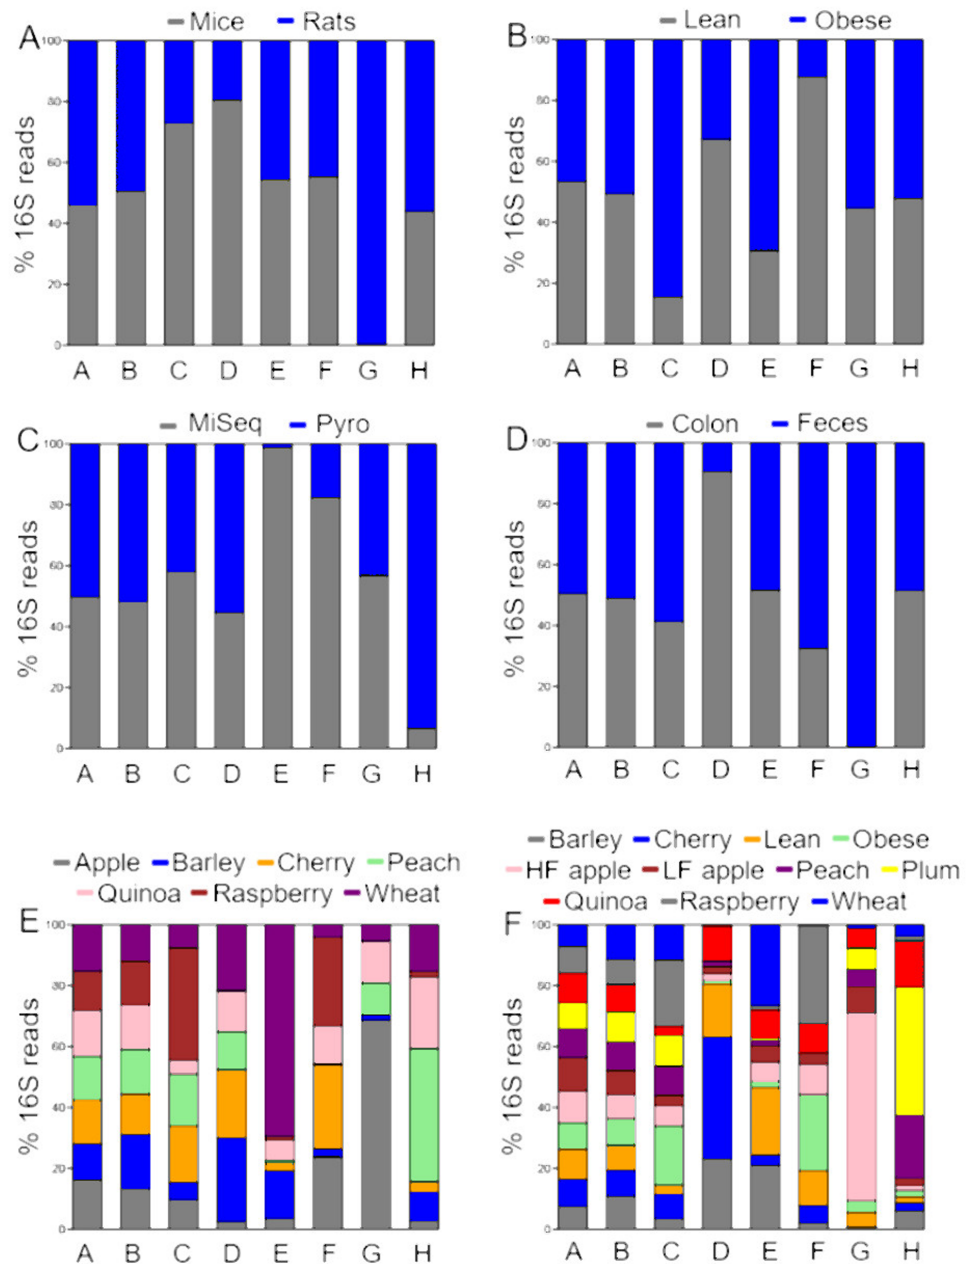 A
Mice Rats
100
80
60
40
20
0
% 16S reads
A B C D E F G H
B
Lean Obese
100
80
60
40
20
0
% 16S reads
A B C D E F G H
C
MiSeq Pyro
100
80
60
40
20
0
% 16S reads
A B C D E F G H
D
Colon Feces
100
80
60
40
20
0
% 16S reads
A B C D E F G H
Apple Barley Cherry Peach
Quinoa Raspberry Wheat
E
100
80
60
40
20
0
% 16S reads
A B C D E F G H
Barley Cherry Lean Obese
HF apple LF apple Peach Plum
Quinoa Raspberry Wheat
F
100
80
60
40
20
0
% 16S reads
A B C D E F G H